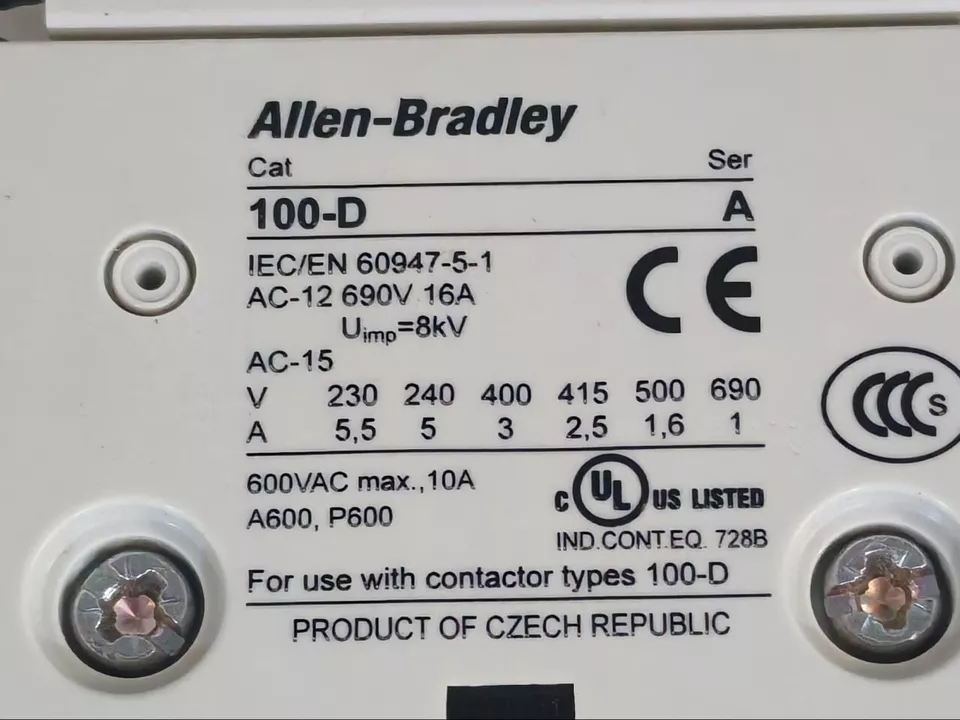 Allen-Bradley
Cat Ser
100-D A
IEC/EN 60947-5-1
CE
AC-12 690V 16A
Uimp=8kV
AC-15
V 230 240 400 415 500 690
A 5,5 5 3 2,5 1,6 1
CCC S
600VAC max.,10A
A600, P600
C UL US LISTED
IND.CONT.EQ. 728B
For use with contactor types 100-D
PRODUCT OF CZECH REPUBLIC